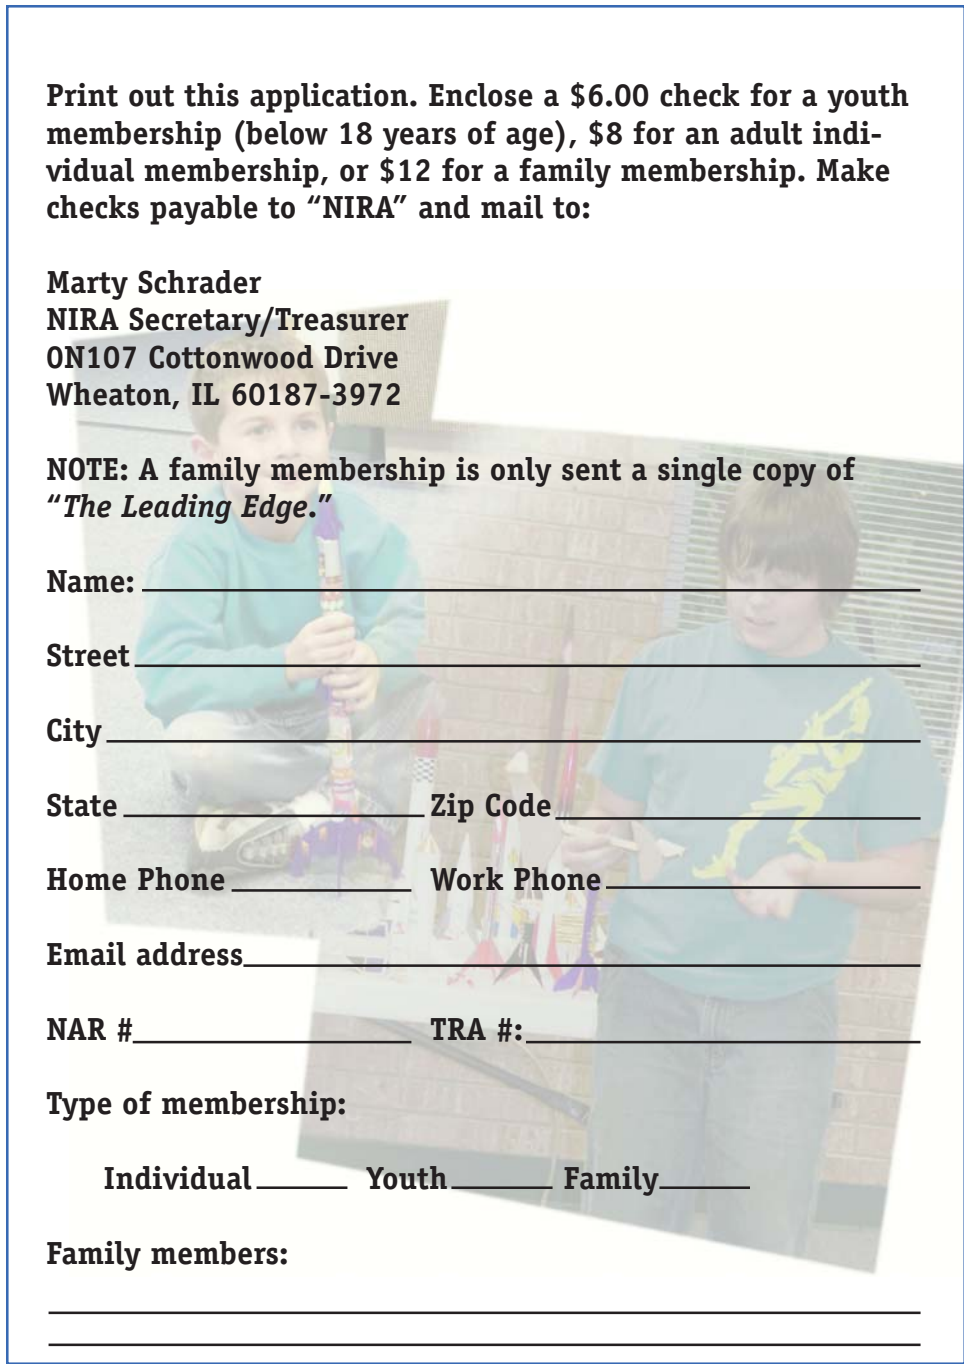 Print out this application. Enclose a $6.00 check for a youth
membership (below 18 years of age), $8 for an adult indi-
vidual membership, or $12 for a family membership. Make
checks payable to “NIRA” and mail to:
Marty Schrader
NIRA Secretary/Treasurer
0N107 Cottonwood Drive
Wheaton, IL 60187-3972
NOTE: A family membership is only sent a single copy of
“The Leading Edge.”
Name:
Street
City
State Zip Code
Home Phone Work Phone
Email address
NAR # TRA #:
Type of membership:
Individual Youth Family
Family members: